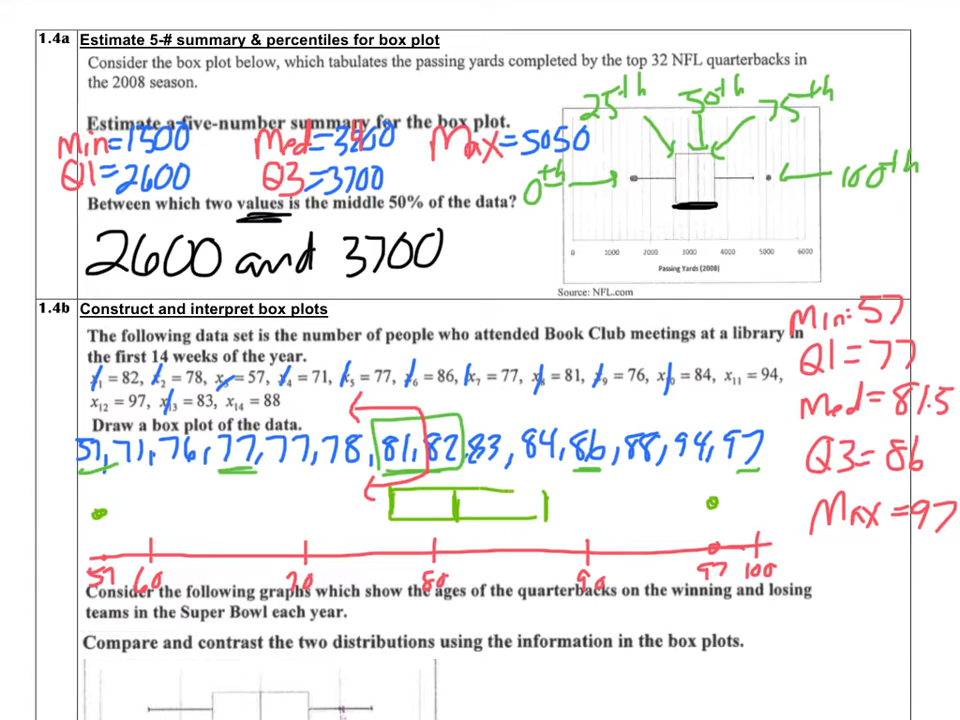 1.4a Estimate 5-# summary & percentiles for box plot
Consider the box plot below, which tabulates the passing yards completed by the top 32 NFL quarterbacks in
the 2008 season.
25th 50th 75th
Estimate a five-number summary for the box plot.
Min=1500 Med= Max=5050
Q1=2600 Q3=3700
0th 100th
Between which two values is the middle 50% of the data?
2600 and 3700
0 1000 2000 3000 4000 5000 6000
Passing Yards (2008)
Source: NFL.com
1.4b Construct and interpret box plots
The following data set is the number of people who attended Book Club meetings at a library in
the first 14 weeks of the year.
x1 = 82, x2 = 78, x3 = 57, x4 = 71, x5 = 77, x6 = 86, x7 = 77, x8 = 81, x9 = 76, x10 = 84, x11 = 94,
x12 = 97, x13 = 83, x14 = 88
Min: 57
Q1=77
Med=81.5
Q3=86
Max=97
Draw a box plot of the data.
57, 71, 76, 77, 77, 78, 81, 82, 83, 84, 86, 88, 94, 97
57 60 70 80 90 97 100
Consider the following graphs which show the ages of the quarterbacks on the winning and losing
teams in the Super Bowl each year.
Compare and contrast the two distributions using the information in the box plots.